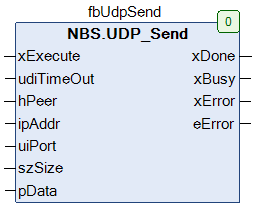 fbUdpSend
0
NBS.UDP_Send
xExecute xDone
udiTimeOut xBusy
hPeer xError
ipAddr eError
uiPort
szSize
pData